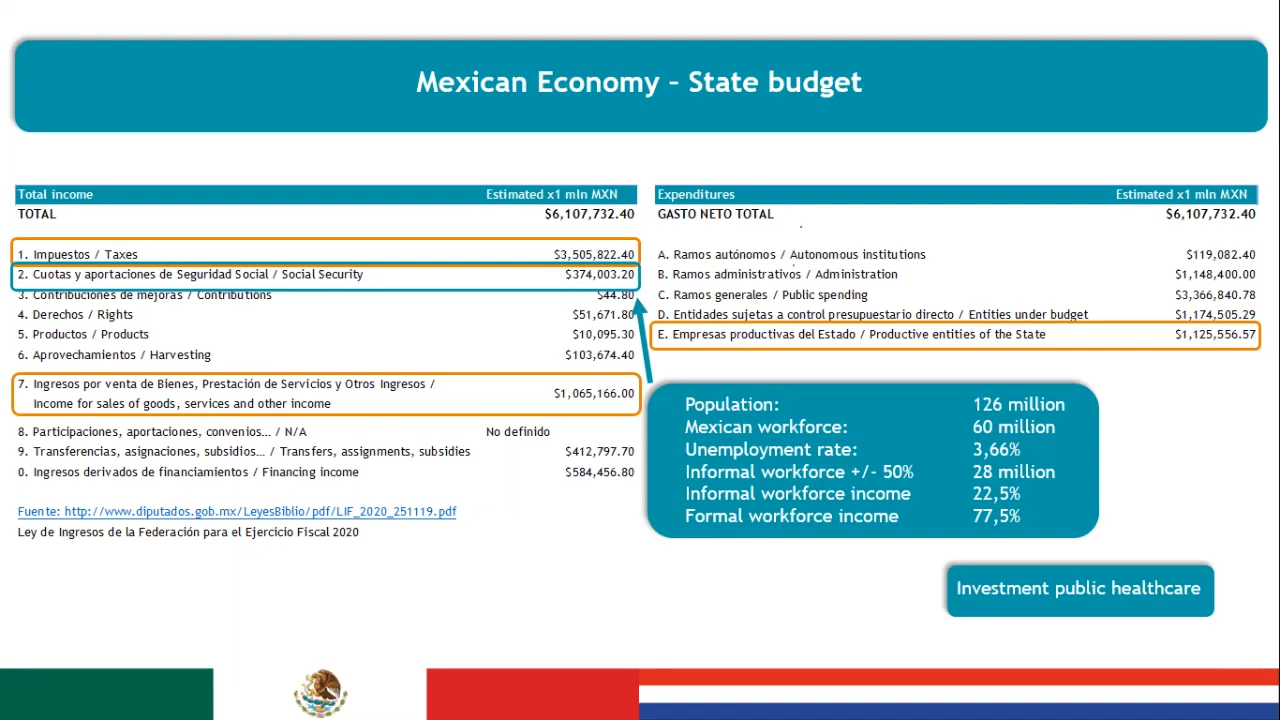 Mexican Economy – State budget
Total income Estimated x1 mln MXN
TOTAL $6,107,732.40
1. Impuestos / Taxes $3,505,822.40
2. Cuotas y aportaciones de Seguridad Social / Social Security $374,003.20
3. Contribuciones de mejoras / Contributions $44.80
4. Derechos / Rights $51,671.80
5. Productos / Products $10,095.30
6. Aprovechamientos / Harvesting $103,674.40
7. Ingresos por venta de Bienes, Prestación de Servicios y Otros Ingresos /
Income for sales of goods, services and other income $1,065,166.00
8. Participaciones, aportaciones, convenios... / N/A No definido
9. Transferencias, asignaciones, subsidios... / Transfers, assignments, subsidies $412,797.70
0. Ingresos derivados de financiamientos / Financing income $584,456.80
Fuente: http://www.diputados.gob.mx/LeyesBiblio/pdf/LIF_2020_251119.pdf
Ley de Ingresos de la Federación para el Ejercicio Fiscal 2020
Expenditures Estimated x1 mln MXN
GASTO NETO TOTAL $6,107,732.40
A. Ramos autónomos / Autonomous institutions $119,082.40
B. Ramos administrativos / Administration $1,148,400.00
C. Ramos generales / Public spending $3,366,840.78
D. Entidades sujetas a control presupuestario directo / Entities under budget $1,174,505.29
E. Empresas productivas del Estado / Productive entities of the State $1,125,556.57
Population: 126 million
Mexican workforce: 60 million
Unemployment rate: 3,66%
Informal workforce +/- 50% 28 million
Informal workforce income 22,5%
Formal workforce income 77,5%
Investment public healthcare